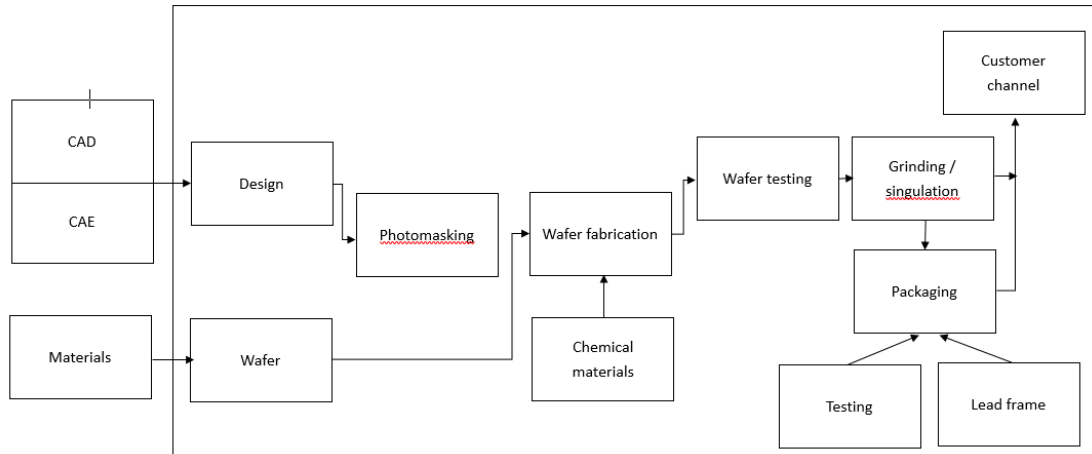 Customer
channel
CAD
CAE
Design
Photomasking
Wafer fabrication
Wafer testing
Grinding /
singulation
Packaging
Materials
Wafer
Chemical
materials
Testing
Lead frame